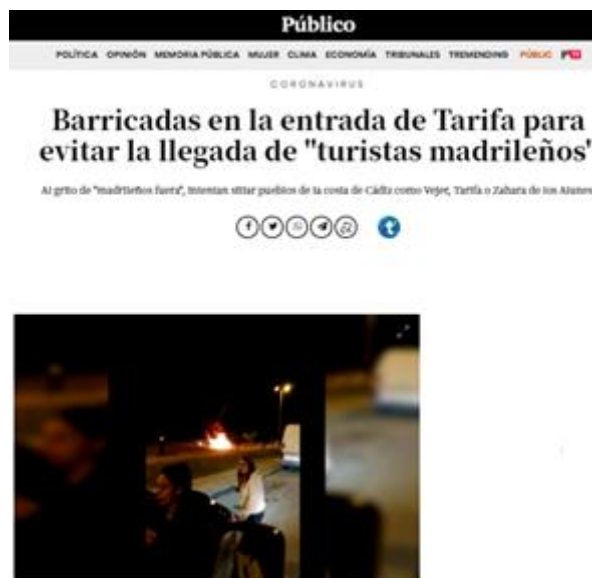 Público
POLÍTICA OPINIÓN MEMORIA PÚBLICA MUJER CLIMA ECONOMÍA TRIBUNALES TREMENDING PÚBLIC
CORONAVIRUS
Barricadas en la entrada de Tarifa para
evitar la llegada de "turistas madrileños"
Al grito de "madrileños fuera", intentan sitiar pueblos de la costa de Cádiz como Vejer, Tarifa o Zahara de los Atunes